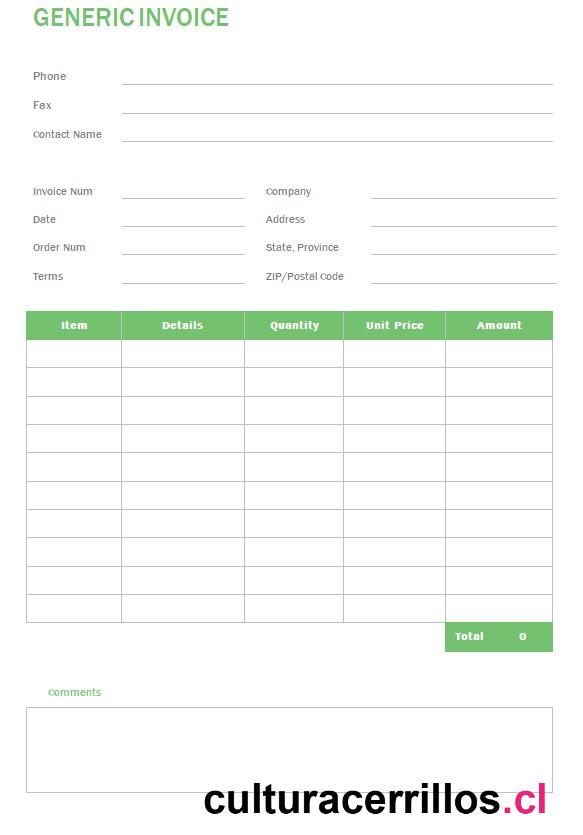 GENERIC INVOICE
Phone
Fax
Contact Name
Invoice Num Company
Date Address
Order Num State, Province
Terms ZIP/Postal Code
Item Details Quantity Unit Price Amount
Total 0
Comments
culturacerrillos.cl